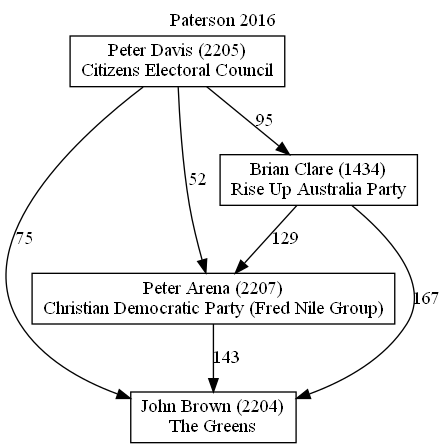 Paterson 2016
Peter Davis (2205)
Citizens Electoral Council
95
Brian Clare (1434)
Rise Up Australia Party
52
75
129
167
Peter Arena (2207)
Christian Democratic Party (Fred Nile Group)
143
John Brown (2204)
The Greens